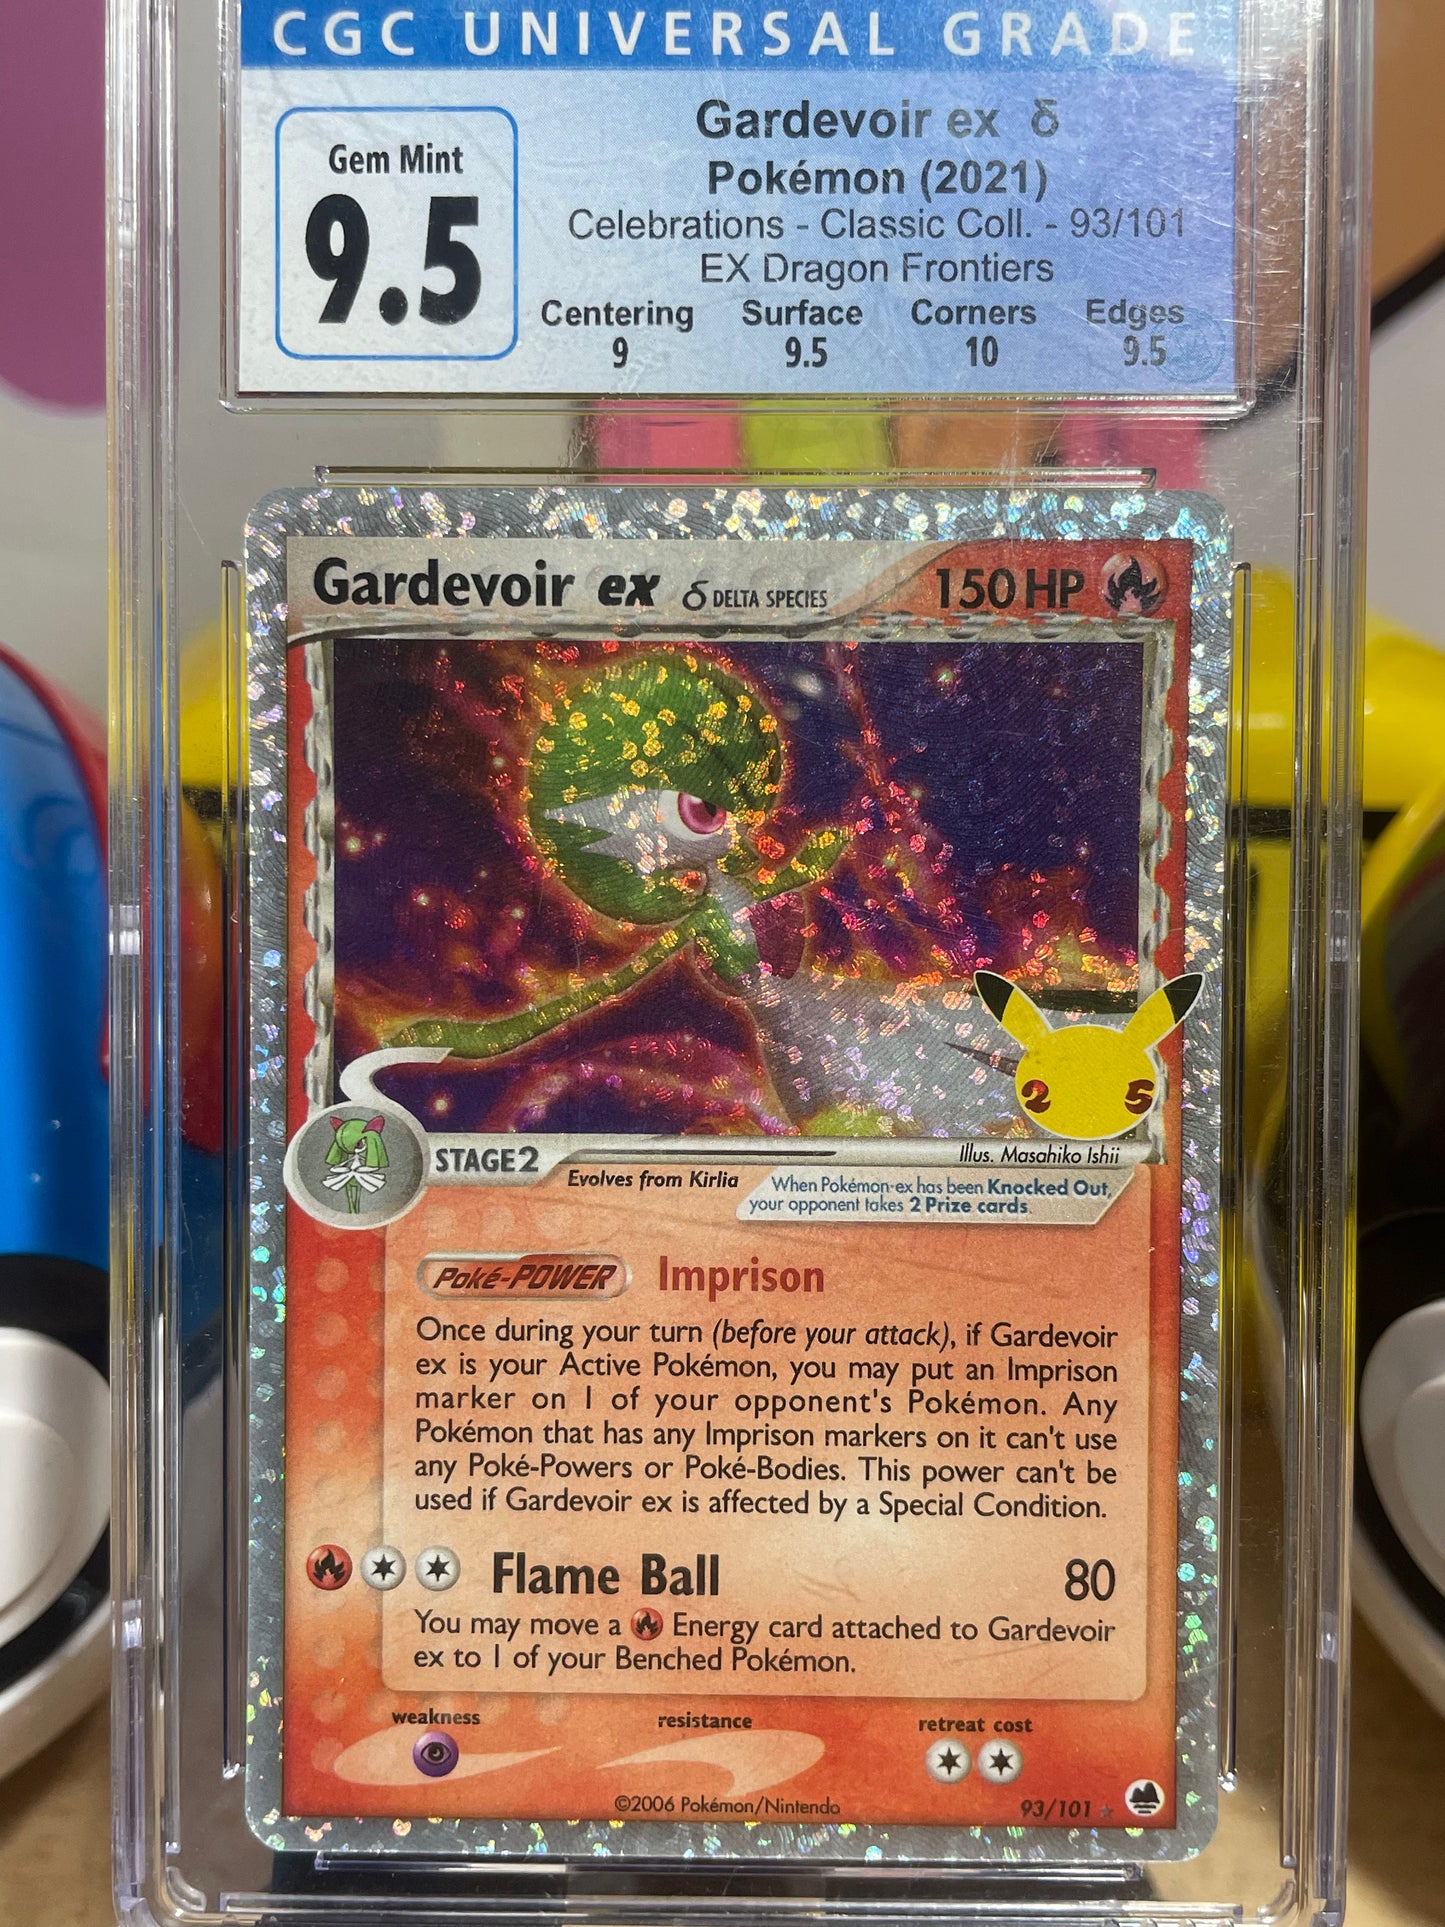 CGC UNIVERSAL GRADE
Gem Mint
9.5
Gardevoir ex δ
Pokémon (2021)
Celebrations - Classic Coll. - 93/101
EX Dragon Frontiers
Centering Surface Corners Edges
9 9.5 10 9.5
Gardevoir ex δ DELTA SPECIES 150 HP
25
Illus. Masahiko Ishii
STAGE 2
Evolves from Kirlia
When Pokémon-ex has been Knocked Out,
your opponent takes 2 Prize cards.
Poké-POWER Imprison
Once during your turn (before your attack), if Gardevoir
ex is your Active Pokémon, you may put an Imprison
marker on 1 of your opponent's Pokémon. Any
Pokémon that has any Imprison markers on it can't use
any Poké-Powers or Poké-Bodies. This power can't be
used if Gardevoir ex is affected by a Special Condition.
Flame Ball 80
You may move a Energy card attached to Gardevoir
ex to 1 of your Benched Pokémon.
weakness resistance retreat cost
©2006 Pokémon/Nintendo 93/101 ★